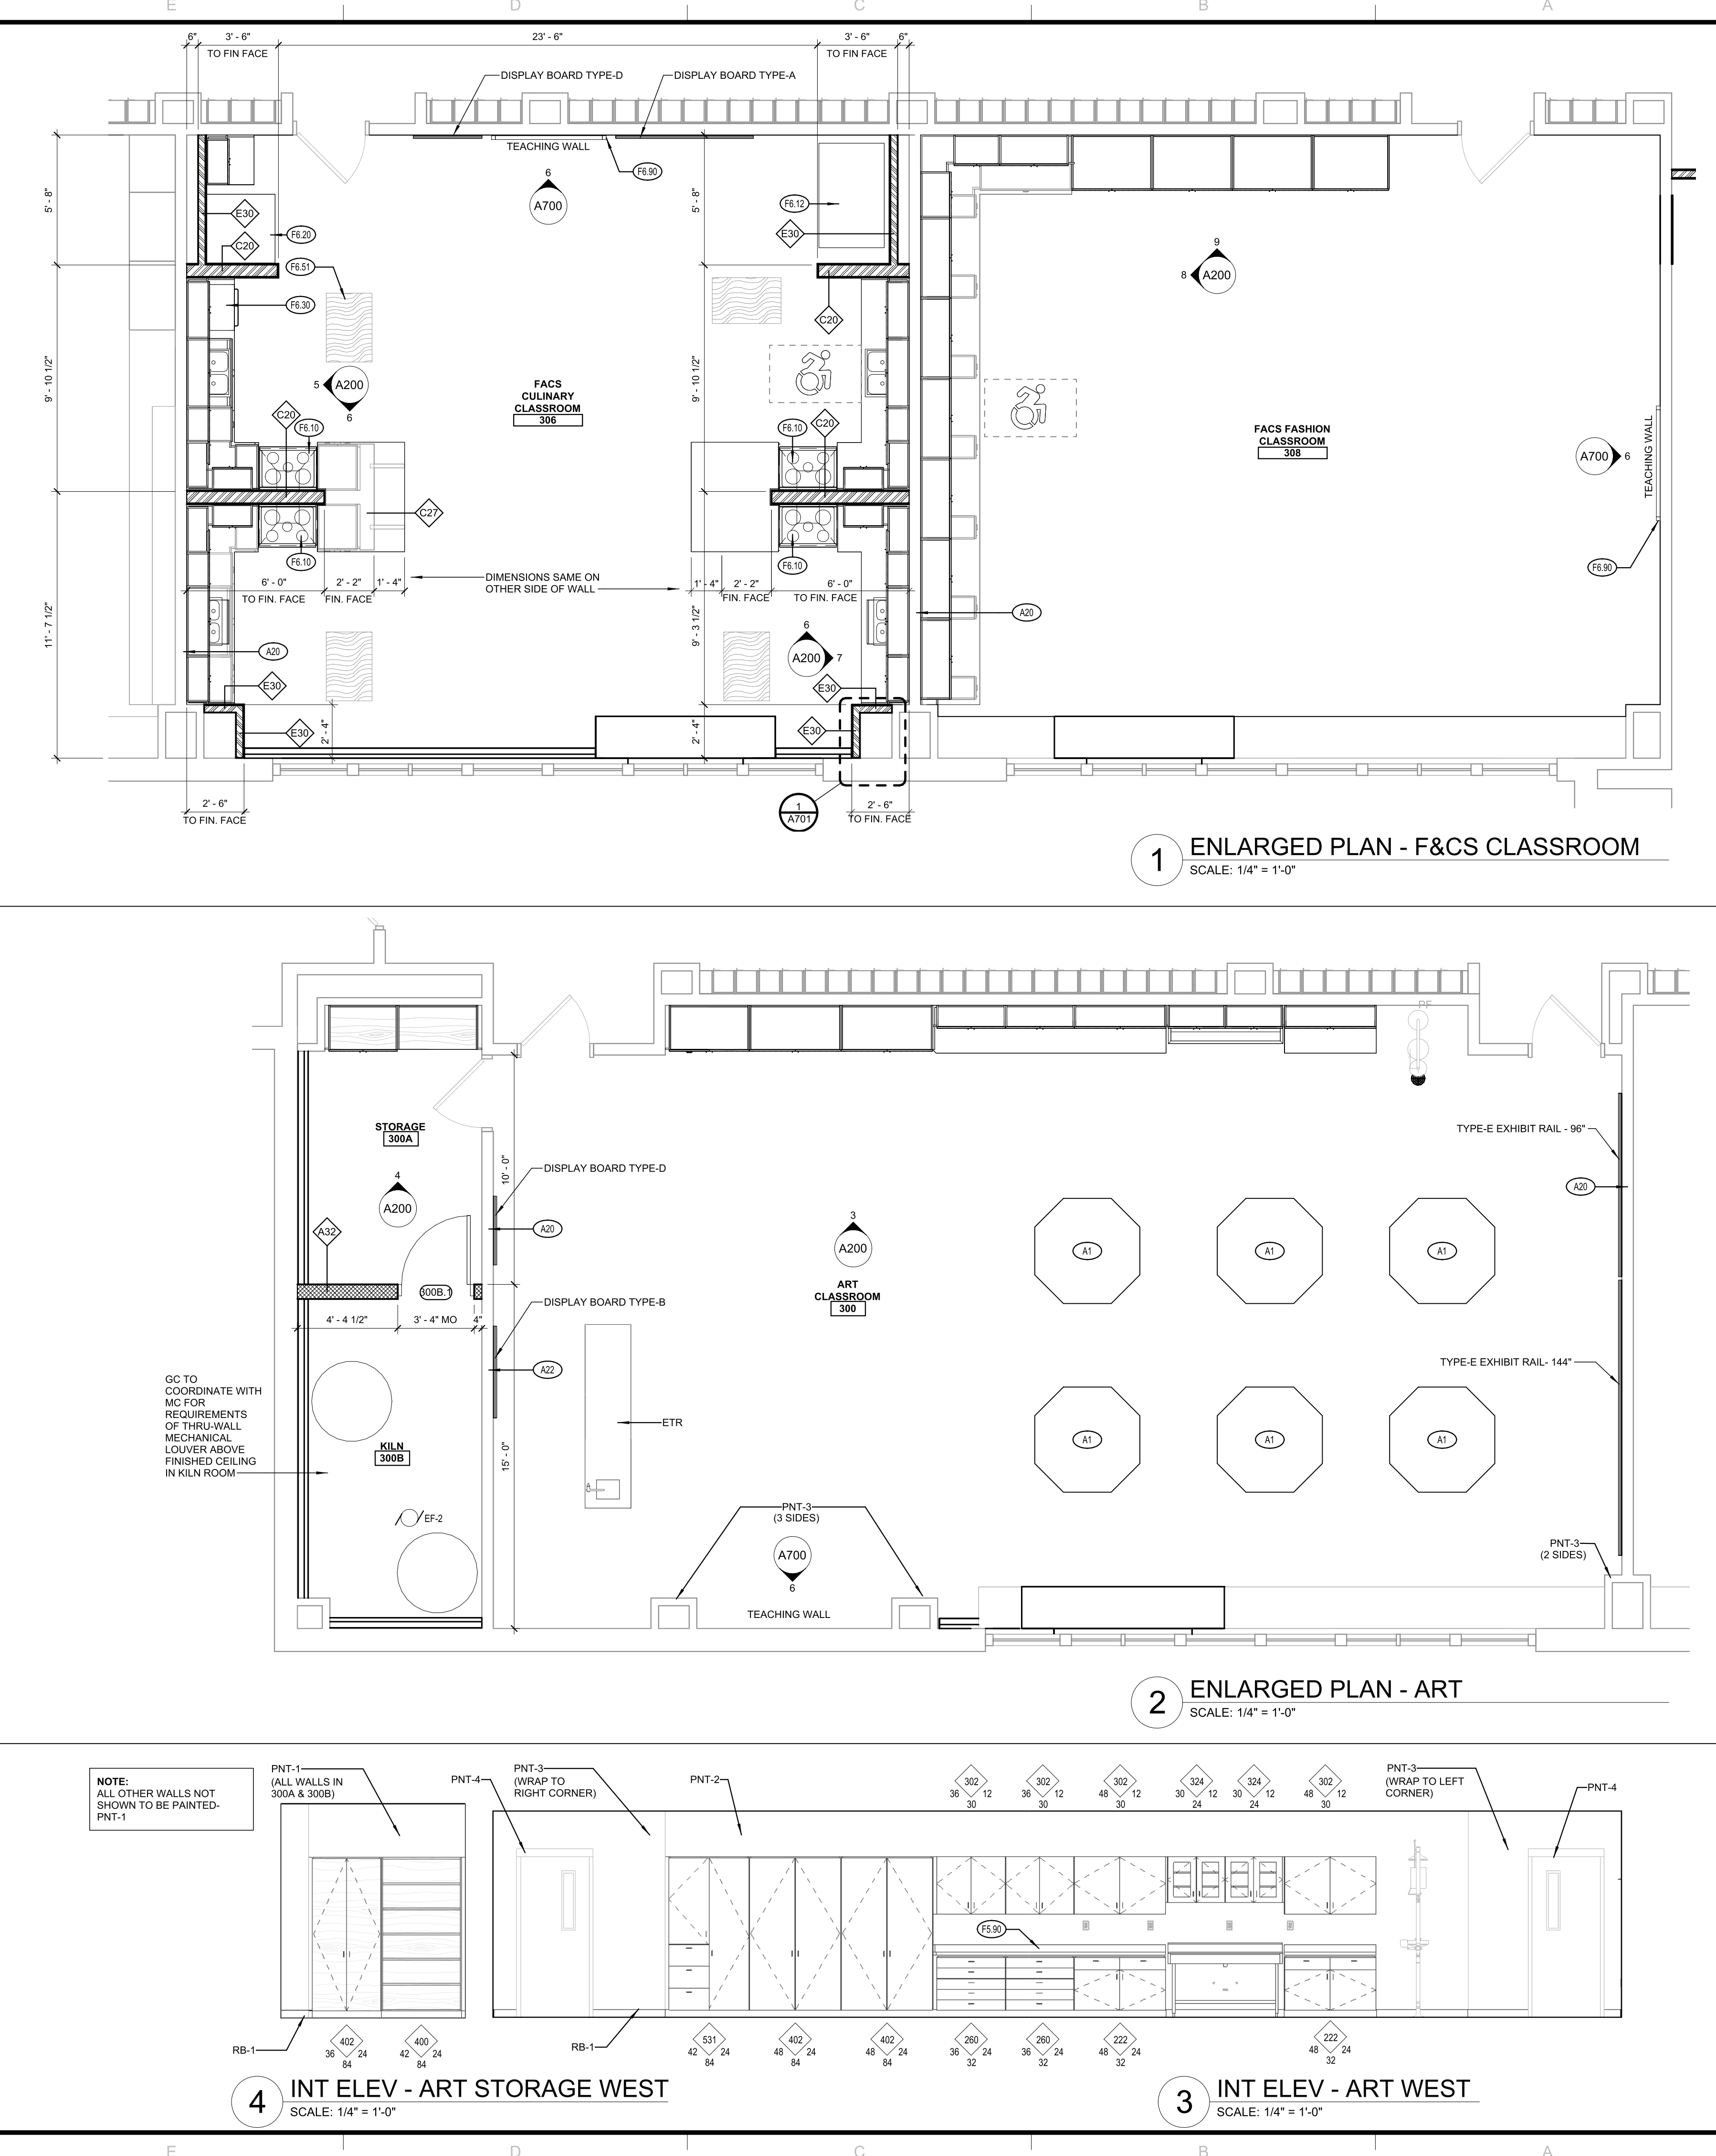 E D C B A
6" 3' - 6" 23' - 6" 3' - 6" 6"
TO FIN FACE TO FIN FACE
DISPLAY BOARD TYPE-D DISPLAY BOARD TYPE-A
TEACHING WALL
F6.90
6
A700
5' - 8" 5' - 8"
E30
F6.20
C20
F6.12
E30
F6.51
F6.30
C20
9
8 A200
9' - 10 1/2" 9' - 10 1/2"
5 A200
6
FACS
CULINARY
CLASSROOM
306
C20
F6.10
F6.10
C20
FACS FASHION
CLASSROOM
308
A700 6
TEACHING WALL
C27
F6.10
F6.10
F6.90
6' - 0" 2' - 2" 1' - 4"
TO FIN. FACE FIN. FACE
DIMENSIONS SAME ON
OTHER SIDE OF WALL
1' - 4" 2' - 2" 6' - 0"
FIN. FACE TO FIN. FACE
A20
11' - 7 1/2" 9' - 3 1/2"
6
A200 7
A20
E30
E30
E30
E30
2' - 4" 2' - 4"
2' - 6"
TO FIN. FACE
1
A701
2' - 6"
TO FIN. FACE
1 ENLARGED PLAN - F&CS CLASSROOM
SCALE: 1/4" = 1'-0"
PF
STORAGE
300A
4
A200
A32
10' - 0"
DISPLAY BOARD TYPE-D
A20
3
A200
ART
CLASSROOM
300
TYPE-E EXHIBIT RAIL - 96"
A20
A1 A1 A1
300B.1
DISPLAY BOARD TYPE-B
4' - 4 1/2" 3' - 4" MO 4"
A22
TYPE-E EXHIBIT RAIL- 144"
GC TO
COORDINATE WITH
MC FOR
REQUIREMENTS
OF THRU-WALL
MECHANICAL
LOUVER ABOVE
FINISHED CEILING
IN KILN ROOM
KILN
300B
15' - 0"
ETR
A1 A1 A1
EF-2
PNT-3
(3 SIDES)
A700
6
TEACHING WALL
PNT-3
(2 SIDES)
2 ENLARGED PLAN - ART
SCALE: 1/4" = 1'-0"
NOTE:
ALL OTHER WALLS NOT
SHOWN TO BE PAINTED-
PNT-1
PNT-1
(ALL WALLS IN
300A & 300B)
PNT-4
PNT-3
(WRAP TO
RIGHT CORNER)
PNT-2
302 302 302 324 324 302
36 12 36 12 48 12 30 12 30 12 48 12
30 30 30 24 24 30
PNT-3
(WRAP TO LEFT
CORNER)
PNT-4
F5.90
RB-1
402 400
36 24 42 24
84 84
RB-1
531 402 402 260 260 222 222
42 24 48 24 48 24 36 24 36 24 48 24 48 24
84 84 84 32 32 32 32
4 INT ELEV - ART STORAGE WEST
SCALE: 1/4" = 1'-0"
3 INT ELEV - ART WEST
SCALE: 1/4" = 1'-0"
E D C B A